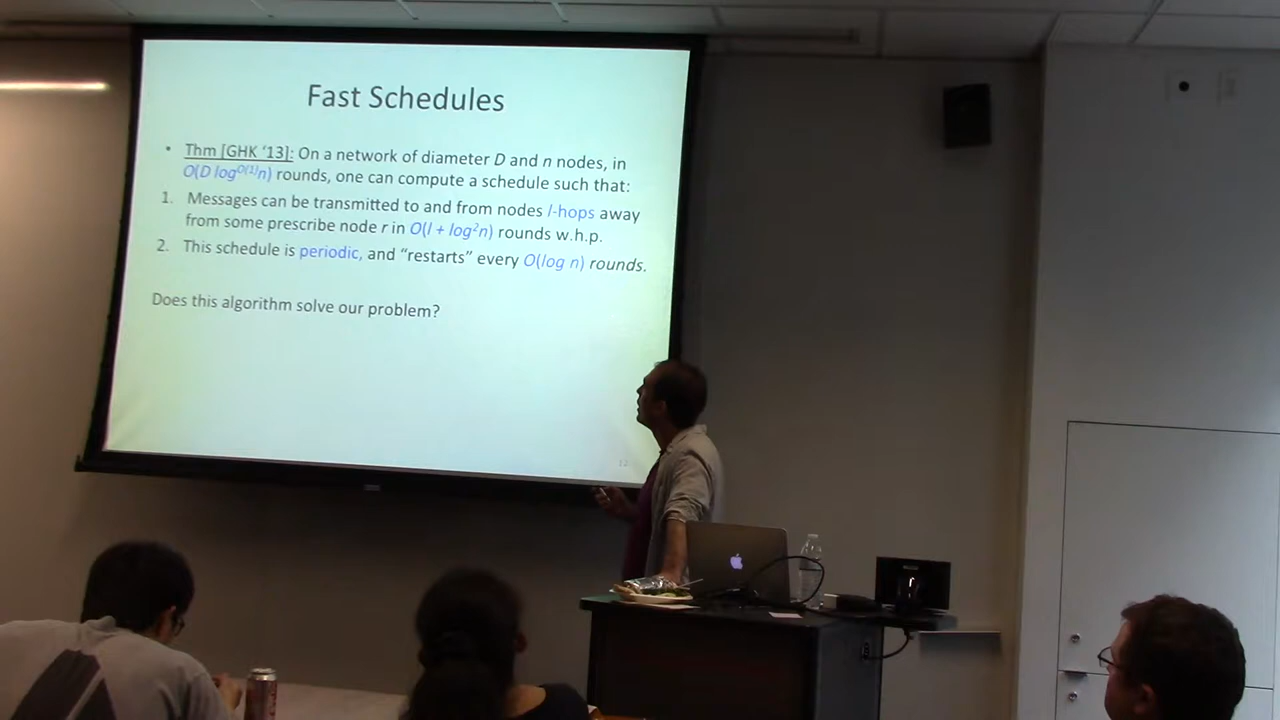 Fast Schedules
• Thm [GHK '13]: On a network of diameter D and n nodes, in
O(D log^O(1) n) rounds, one can compute a schedule such that:
1. Messages can be transmitted to and from nodes l-hops away
from some prescribe node r in O(l + log²n) rounds w.h.p.
2. This schedule is periodic, and “restarts” every O(log n) rounds.
Does this algorithm solve our problem?
12